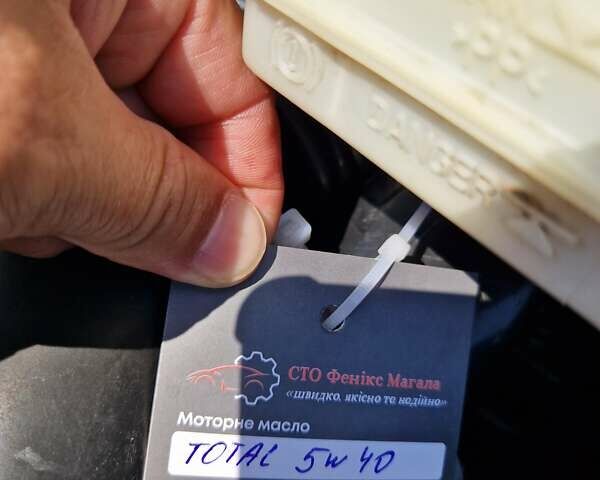 DANGER
СТО Фенікс Магала
«швидко, якісно та надійно»
Моторне масло
TOTAL 5w40